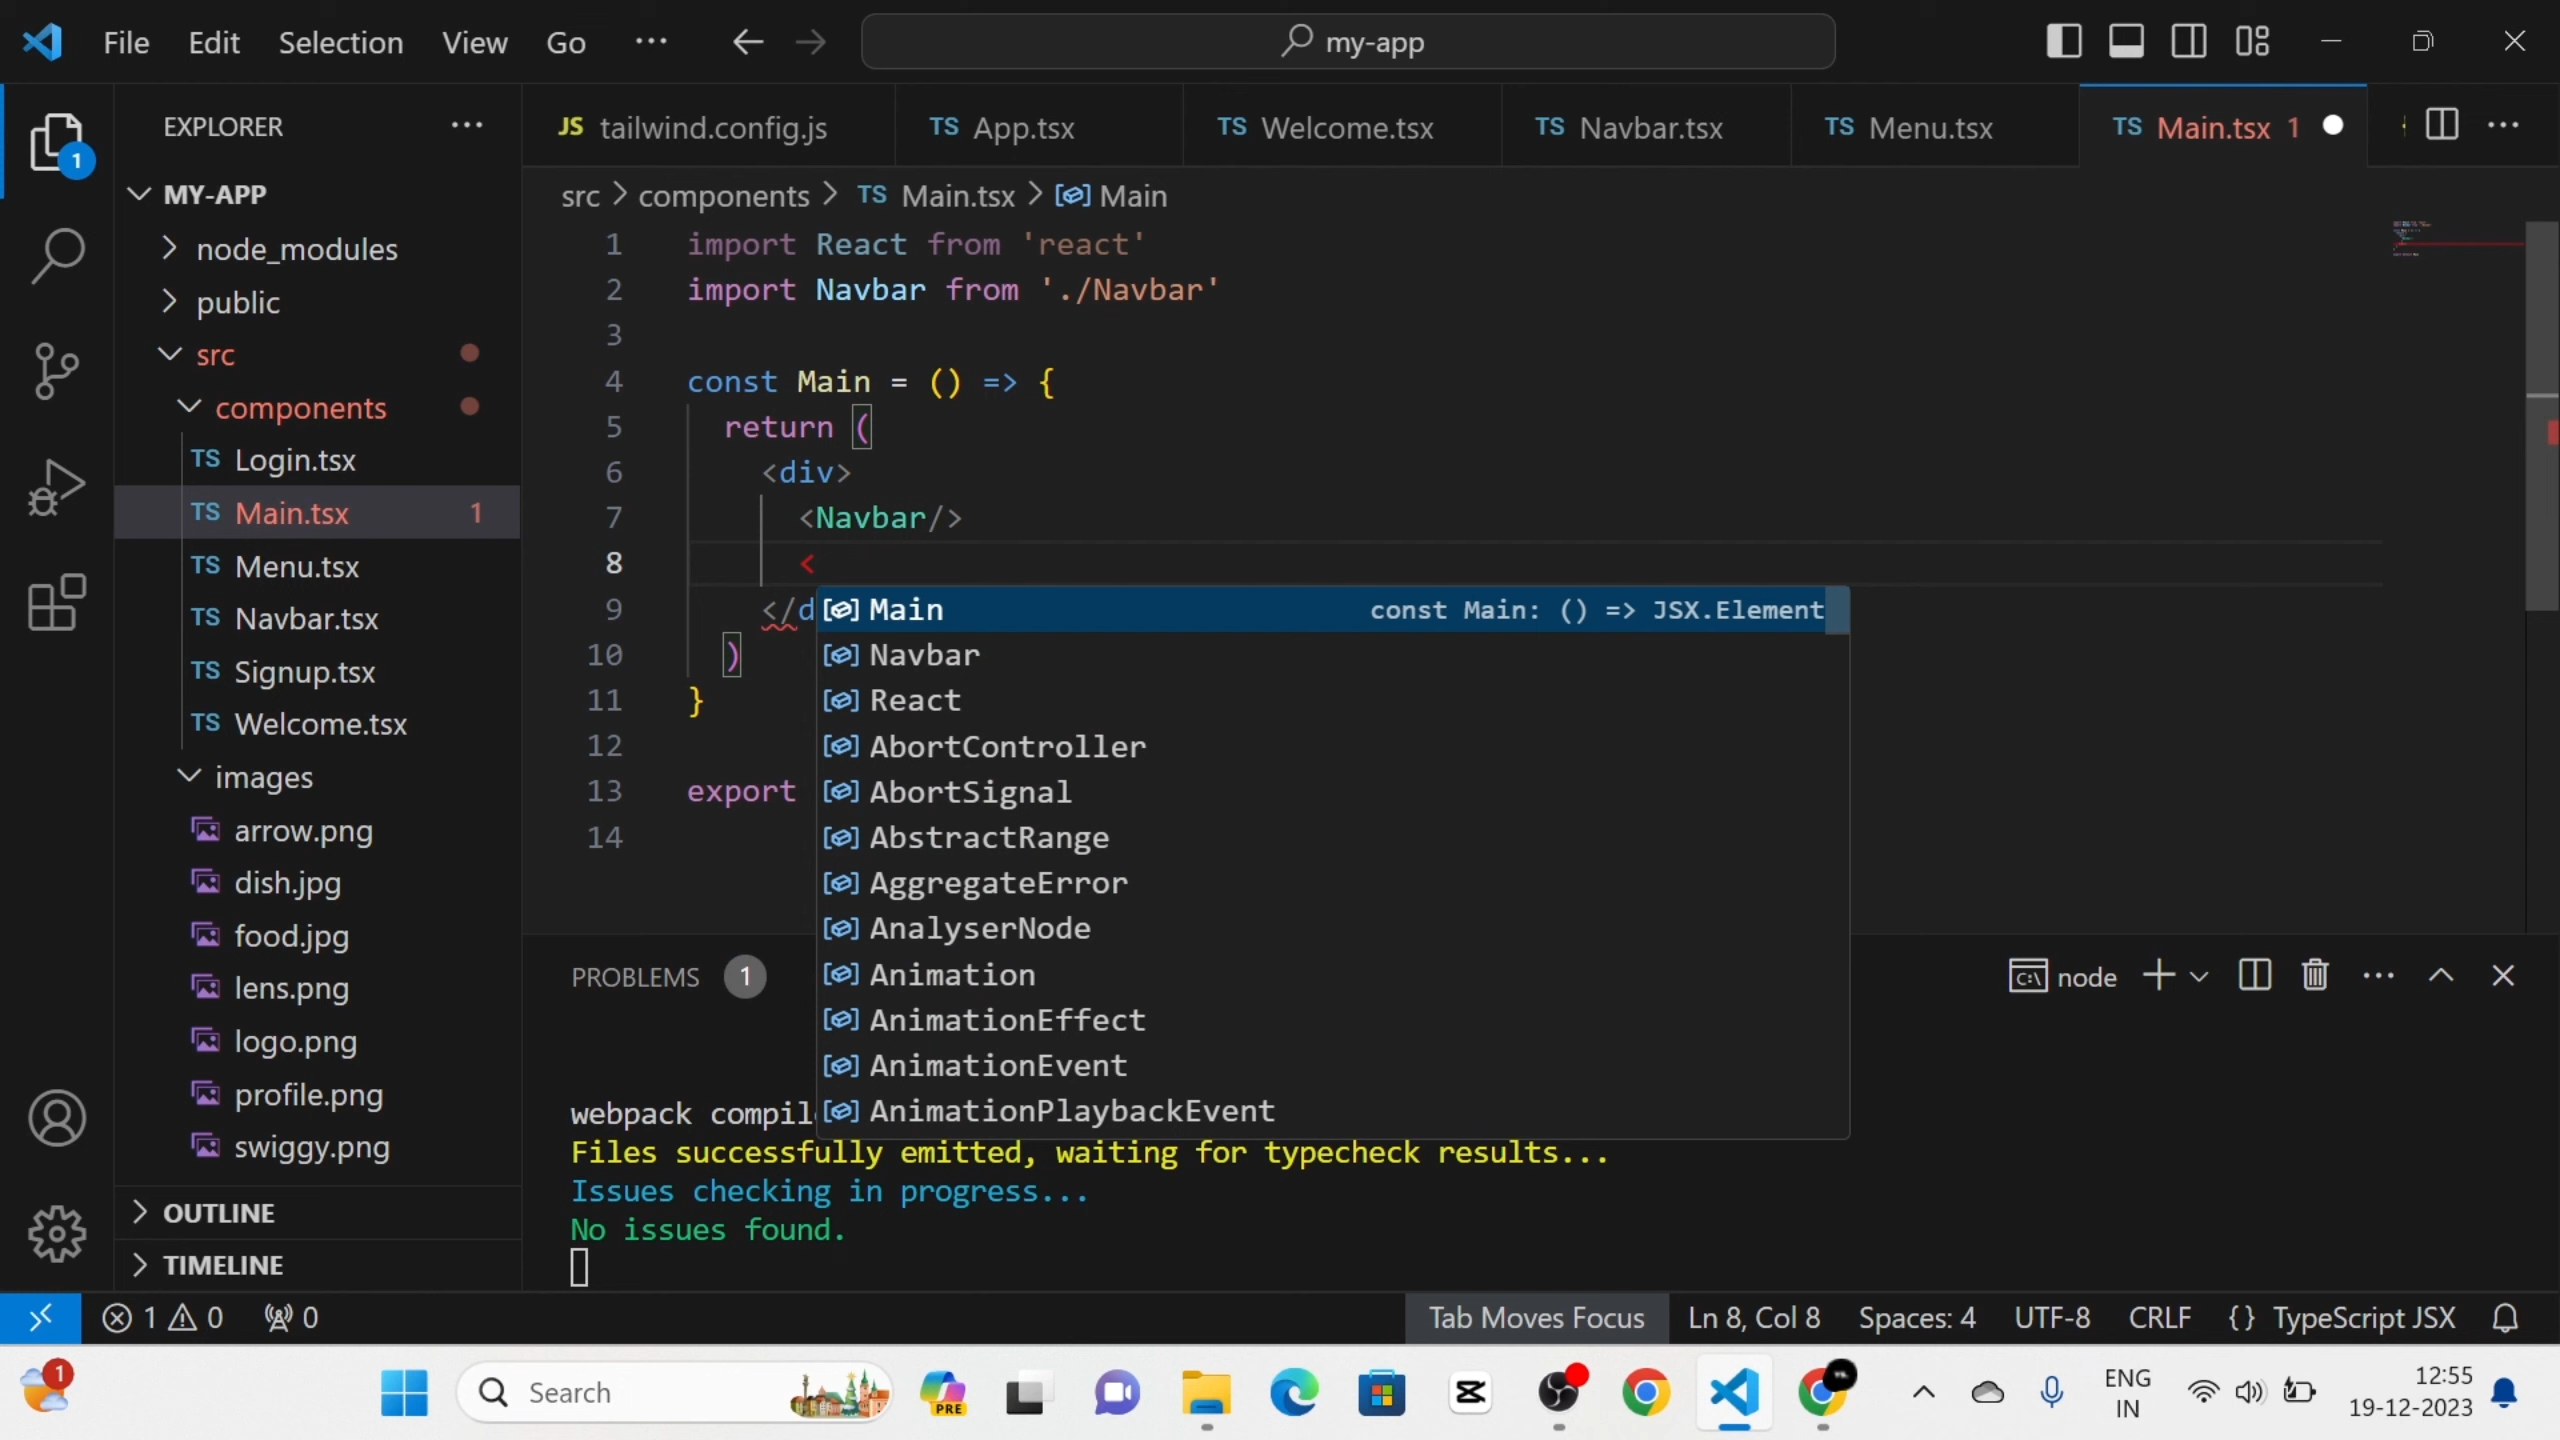 File Edit Selection View Go ... my-app
EXPLORER ...
JS tailwind.config.js TS App.tsx TS Welcome.tsx TS Navbar.tsx TS Menu.tsx TS Main.tsx 1
1
MY-APP
node_modules
public
src
components
TS Login.tsx
TS Main.tsx 1
TS Menu.tsx
TS Navbar.tsx
TS Signup.tsx
TS Welcome.tsx
images
arrow.png
dish.jpg
food.jpg
lens.png
logo.png
profile.png
swiggy.png
OUTLINE
TIMELINE
src > components > TS Main.tsx > Main
1 import React from 'react'
2 import Navbar from './Navbar'
3
4 const Main = () => {
5 return (
6 <div>
7 <Navbar/>
8 <
9 </d
10 )
11 }
12
13 export
14
Main const Main: () => JSX.Element
Navbar
React
AbortController
AbortSignal
AbstractRange
AggregateError
AnalyserNode
Animation
AnimationEffect
AnimationEvent
AnimationPlaybackEvent
PROBLEMS 1
node
webpack compil
Files successfully emitted, waiting for typecheck results...
Issues checking in progress...
No issues found.
1 0 0 Tab Moves Focus Ln 8, Col 8 Spaces: 4 UTF-8 CRLF {} TypeScript JSX
1 Search PRE ENG
IN
12:55
19-12-2023